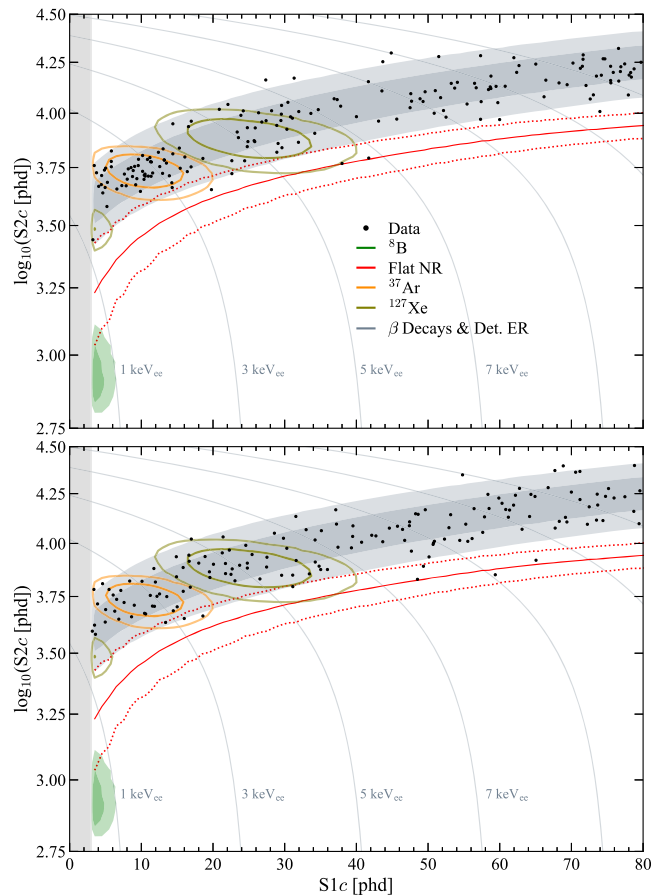 4.50
4.25
4.00
3.75
3.50
3.25
3.00
2.75
log₁₀(S2c [phd])
Data
⁸B
Flat NR
³⁷Ar
¹²⁷Xe
β Decays & Det. ER
1 keVₑₑ
3 keVₑₑ
5 keVₑₑ
7 keVₑₑ
4.50
4.25
4.00
3.75
3.50
3.25
3.00
2.75
log₁₀(S2c [phd])
1 keVₑₑ
3 keVₑₑ
5 keVₑₑ
7 keVₑₑ
0 10 20 30 40 50 60 70 80
S1c [phd]